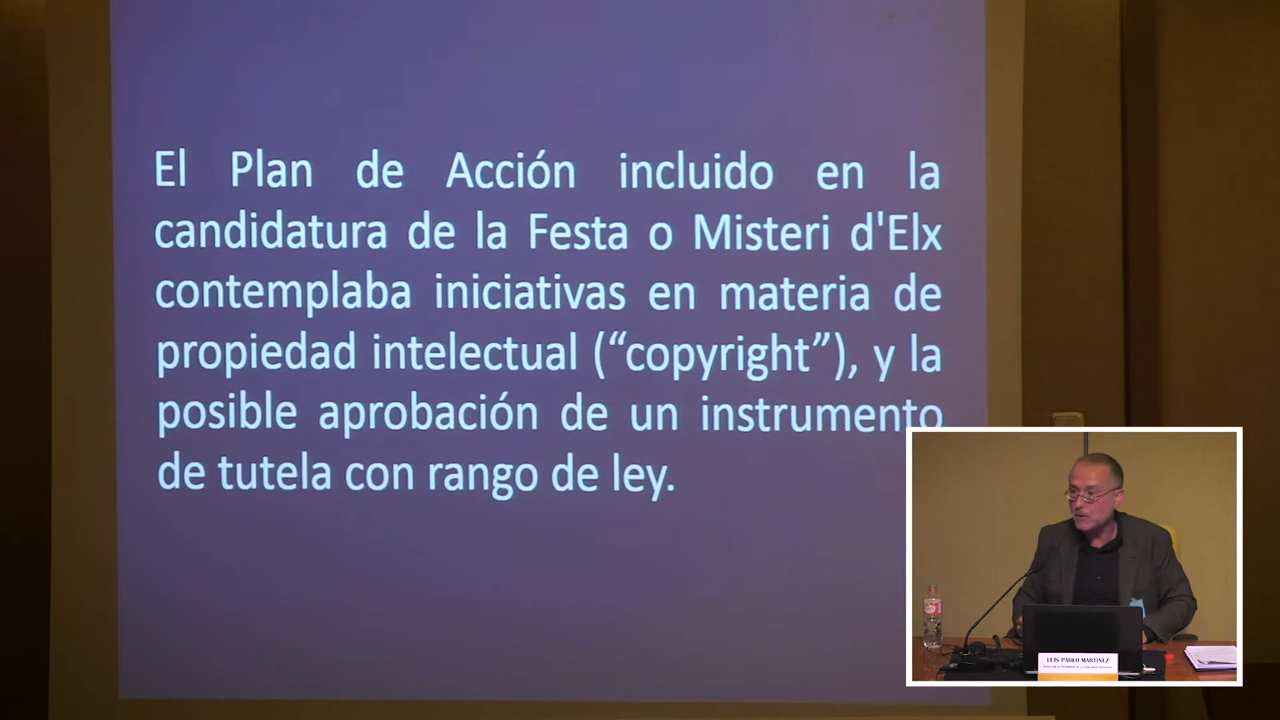 El Plan de Acción incluido en la
candidatura de la Festa o Misteri d'Elx
contemplaba iniciativas en materia de
propiedad intelectual (“copyright”), y la
posible aprobación de un instrumento
de tutela con rango de ley.
LUIS PABLO MARTÍNEZ